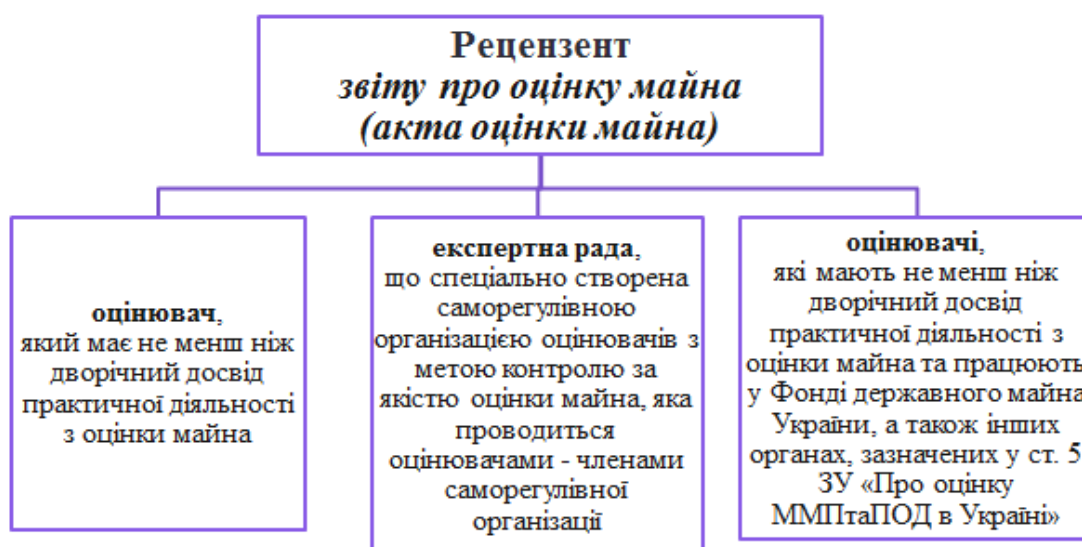 Рецензент
звіту про оцінку майна
(акта оцінки майна)
оцінювач,
який має не менш ніж
дворічний досвід
практичної діяльності
з оцінки майна
експертна рада,
що спеціально створена
саморегулівною
організацією оцінювачів з
метою контролю за
якістю оцінки майна, яка
проводиться
оцінювачами - членами
саморегулівної
організації
оцінювачі,
які мають не менш ніж
дворічний досвід
практичної діяльності з
оцінки майна та працюють
у Фонді державного майна
України, а також інших
органах, зазначених у ст. 5
ЗУ «Про оцінку
ММПтаПОД в Україні»